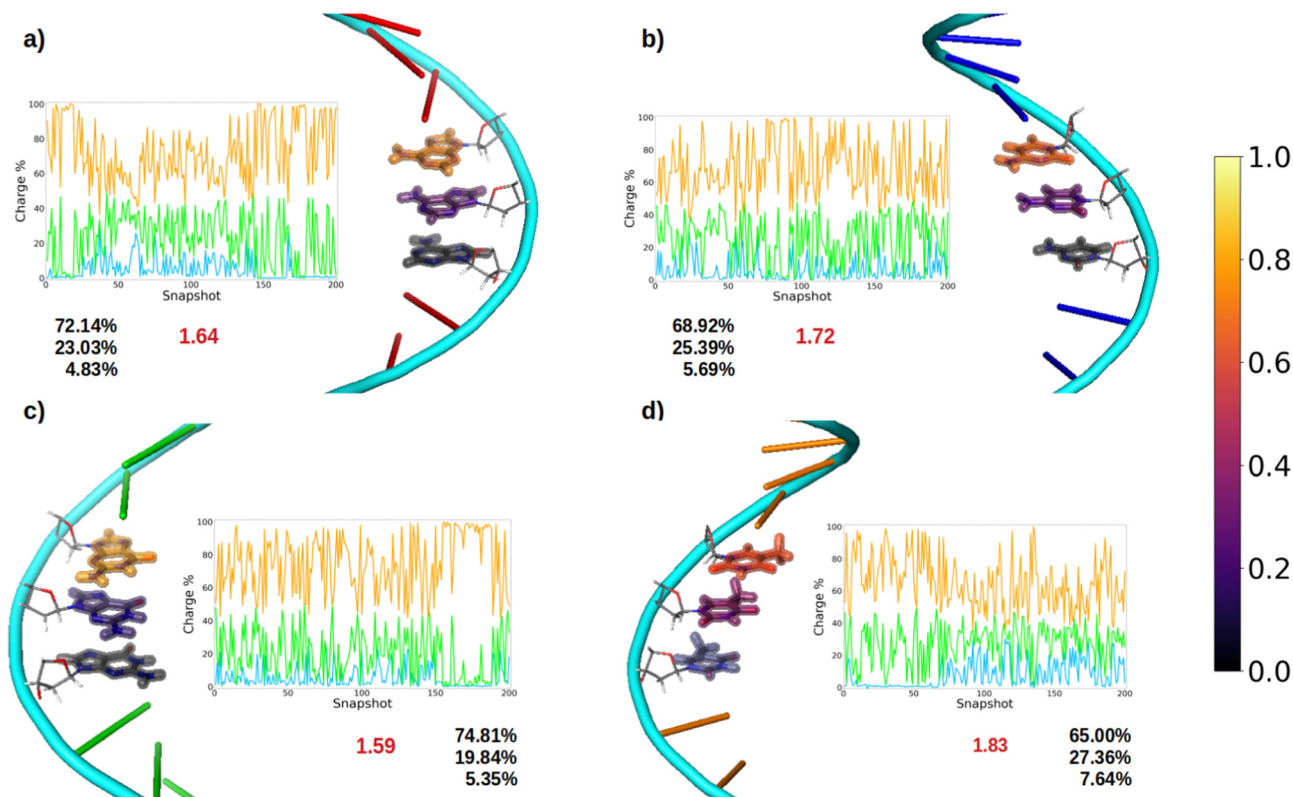 a)
100
80
60
40
20
0
Charge %
0 50 100 150 200
Snapshot
72.14%
23.03%
4.83%
1.64
b)
100
80
60
40
20
0
Charge %
0 50 100 150 200
Snapshot
68.92%
25.39%
5.69%
1.72
c)
100
80
60
40
20
0
Charge %
0 50 100 150 200
Snapshot
1.59
74.81%
19.84%
5.35%
d)
100
80
60
40
20
0
Charge %
0 50 100 150 200
Snapshot
1.83
65.00%
27.36%
7.64%
1.0
0.8
0.6
0.4
0.2
0.0